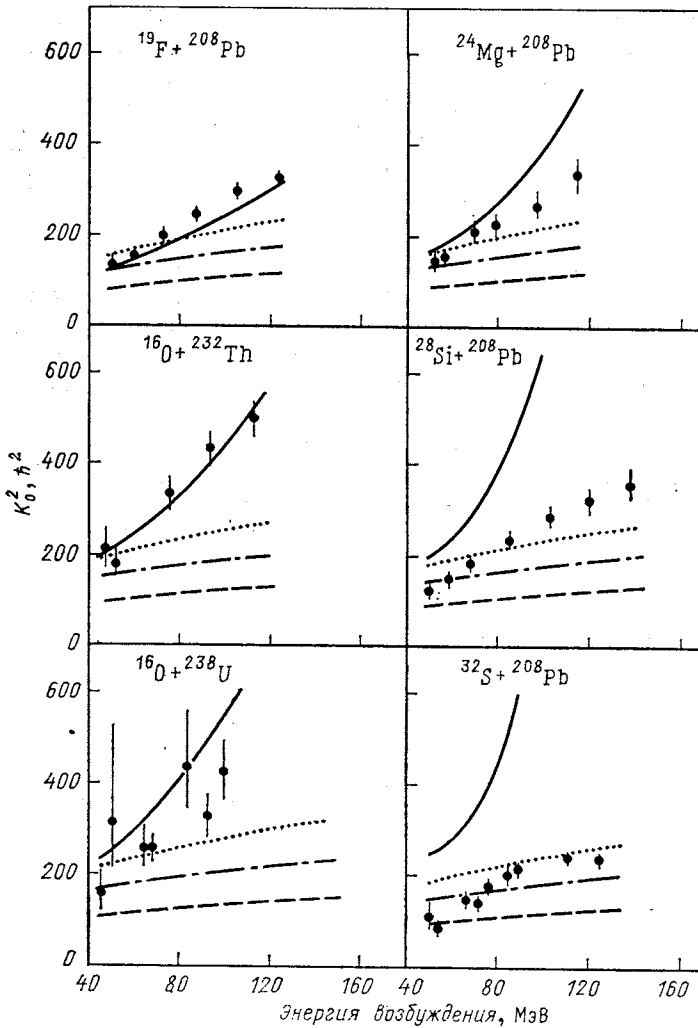 ¹⁹F + ²⁰⁸Pb
²⁴Mg + ²⁰⁸Pb
600
400
200
0
¹⁶O + ²³²Th
²⁸Si + ²⁰⁸Pb
600
400
200
0
K₀², ℏ²
¹⁶O + ²³⁸U
³²S + ²⁰⁸Pb
600
400
200
0
40 80 120 160 40 80 120 160
Энергия возбуждения, МэВ